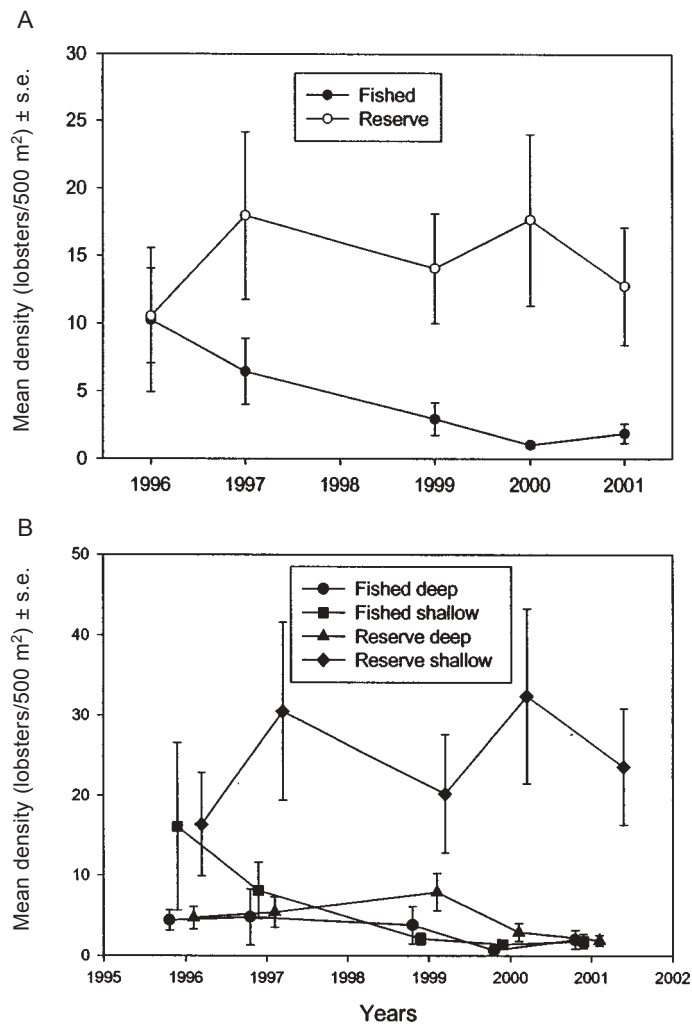 A
Mean density (lobsters/500 m²) ± s.e.
30
25
20
15
10
5
0
Fished
Reserve
1996 1997 1998 1999 2000 2001
B
Mean density (lobsters/500 m²) ± s.e.
50
40
30
20
10
0
Fished deep
Fished shallow
Reserve deep
Reserve shallow
1995 1996 1997 1998 1999 2000 2001 2002
Years